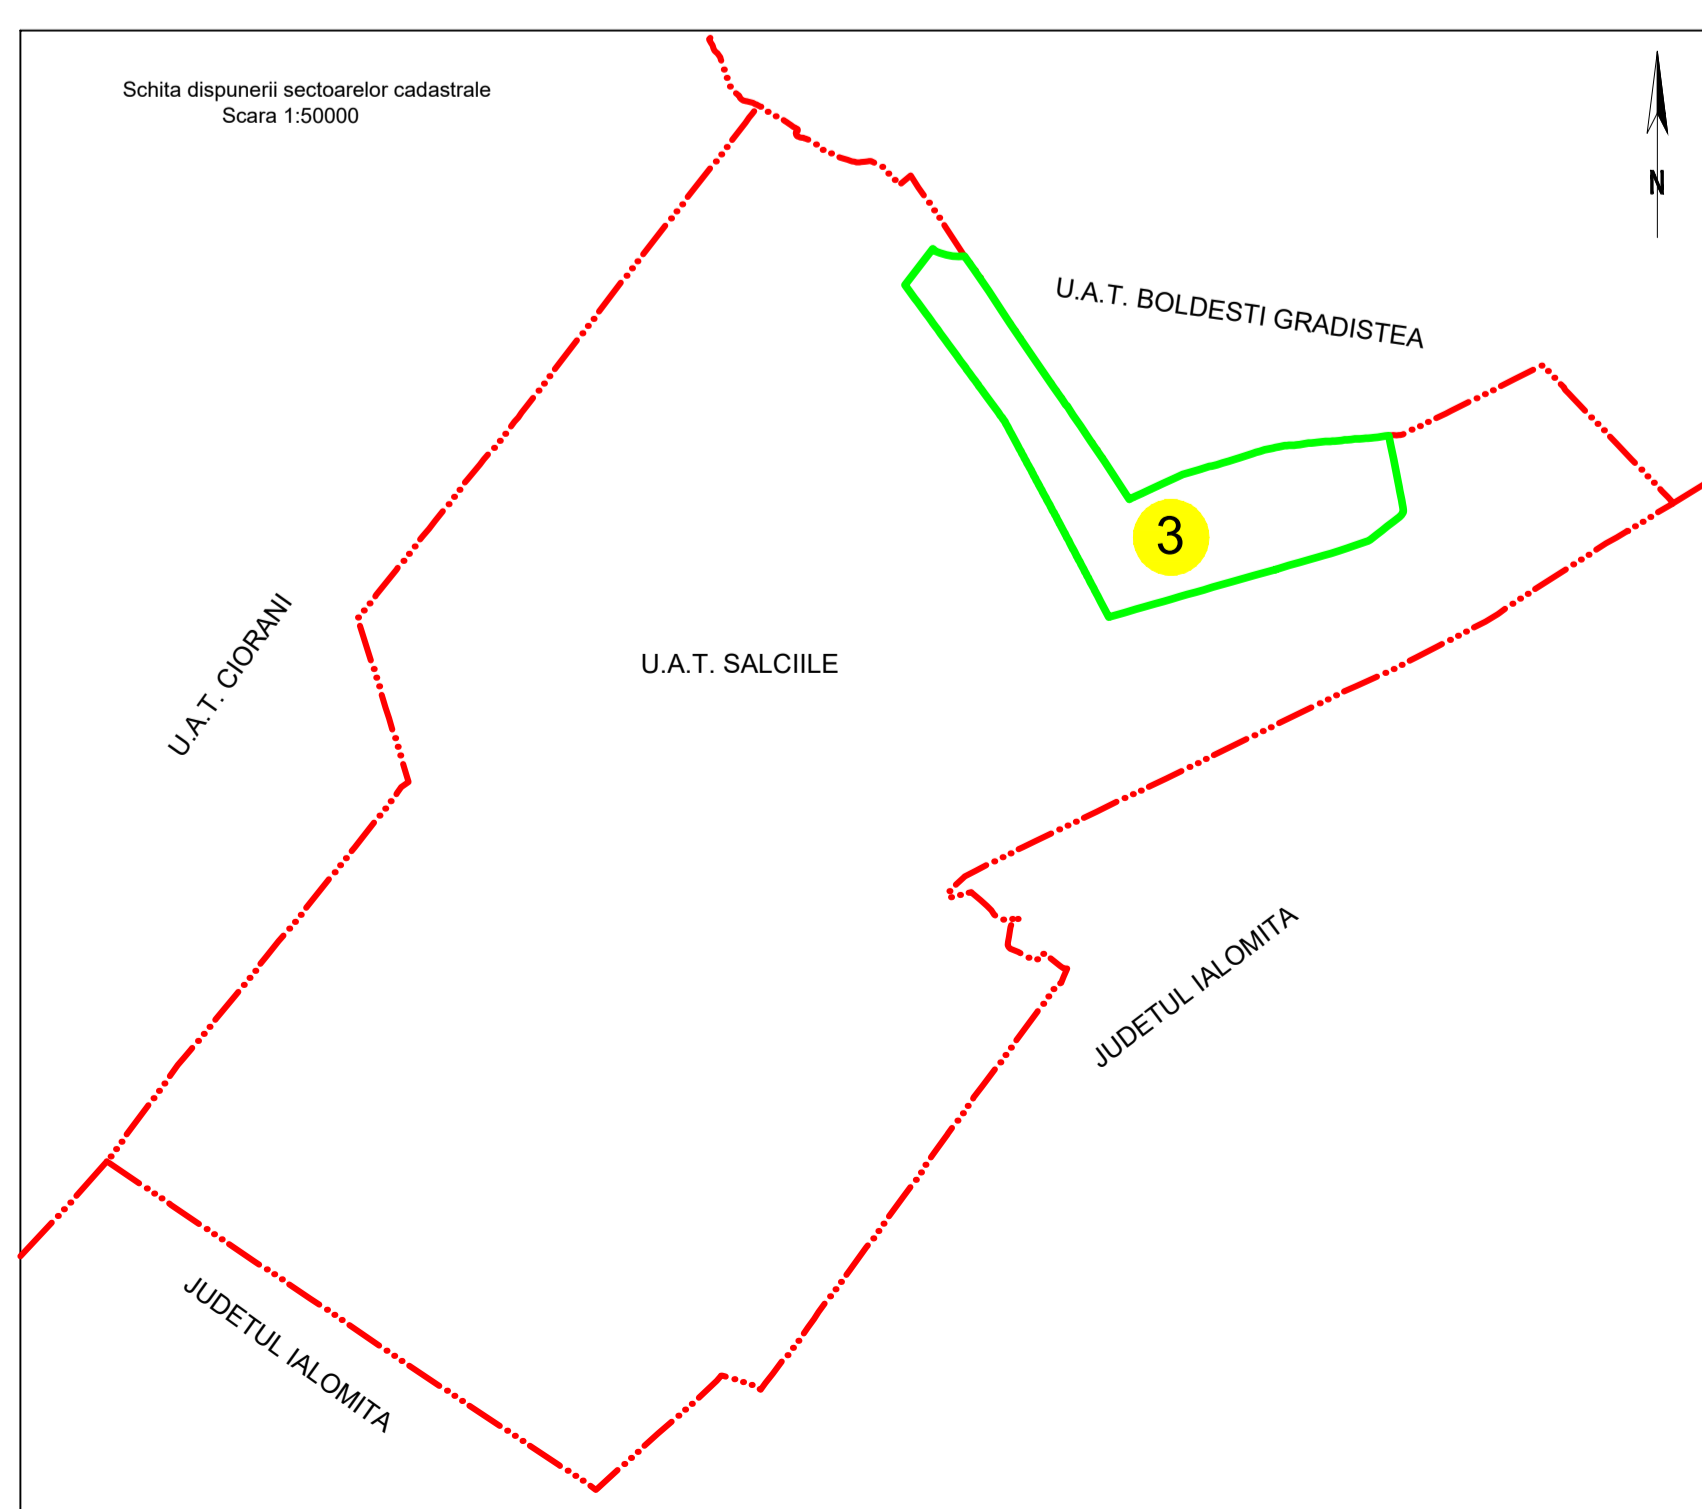 Schita dispunerii sectoarelor cadastrale
Scara 1:50000
N
U.A.T. BOLDESTI GRADISTEA
3
U.A.T. CIORANI
U.A.T. SALCIILE
JUDETUL IALOMITA
JUDETUL IALOMITA